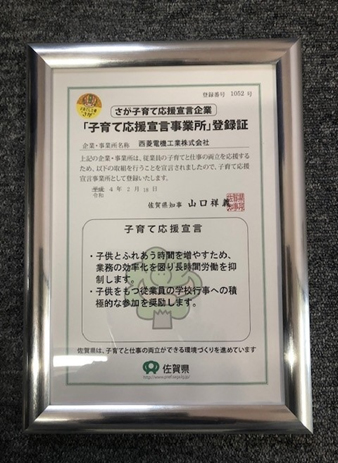 登録番号 1052 号
さが子育て応援宣言企業
「子育て応援宣言事業所」登録証
企業・事業所名称 西菱電機工業株式会社
上記の企業・事業所は、従業員の子育てと仕事の両立を応援する
ため、以下の取組を行うことを宣言されましたので、子育て応援
宣言事業所として登録いたします。
令和 4 年 2 月 18 日
佐賀県知事 山口祥義
子育て応援宣言
・子供とふれあう時間を増やすため、
業務の効率化を図り長時間労働を抑
制します。
・子供をもつ従業員の学校行事への積
極的な参加を奨励します。
佐賀県は、子育てと仕事の両立ができる環境づくりを進めています
佐賀県